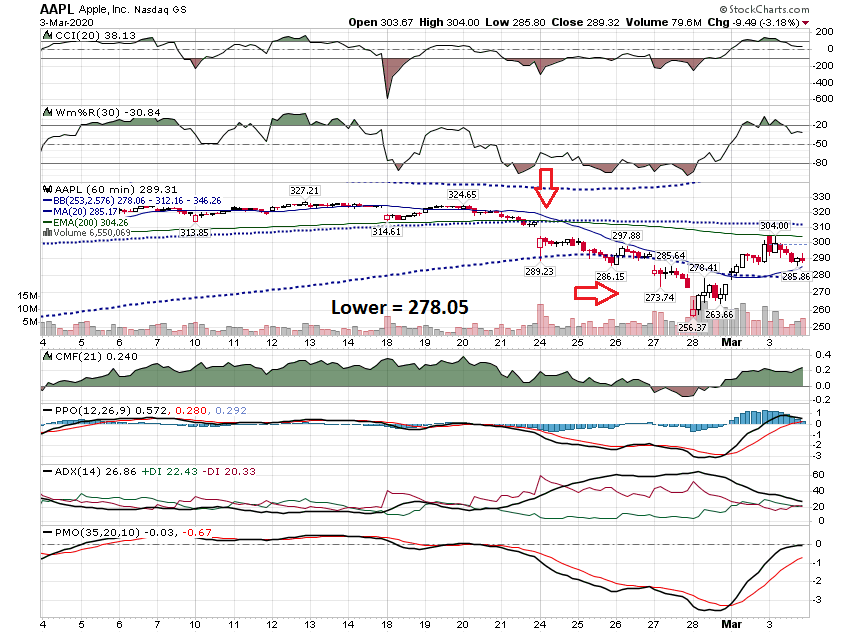 AAPL Apple, Inc. Nasdaq GS
© StockCharts.com
3-Mar-2020
Open 303.67 High 304.00 Low 285.80 Close 289.32 Volume 79.6M Chg -9.49 (-3.18%)
CCI(20) 38.13
200
0
-200
-400
-600
Wm%R(30) -30.84
-20
-50
-80
AAPL (60 min) 289.31
BB(253,2.576) 278.06 - 312.16 - 346.26
MA(20) 285.17
EMA(200) 304.26
Volume 6,550,069
327.21
324.65
313.85
314.61
289.23
297.88
286.15
285.64
273.74
278.41
256.37
263.66
304.00
285.86
Lower = 278.05
330
320
310
300
290
280
270
260
250
15M
10M
5M
4 5 6 7 10 11 12 13 14 18 19 20 21 24 25 26 27 28 Mar 3
CMF(21) 0.240
0.4
0.2
0.0
-0.2
PPO(12,26,9) 0.572, 0.280, 0.292
1
0
-1
-2
-3
ADX(14) 26.86 +DI 22.43 -DI 20.33
60
40
20
0
PMO(35,20,10) -0.03, -0.67
0
-1
-2
-3
4 5 6 7 10 11 12 13 14 18 19 20 21 24 25 26 27 28 Mar 3